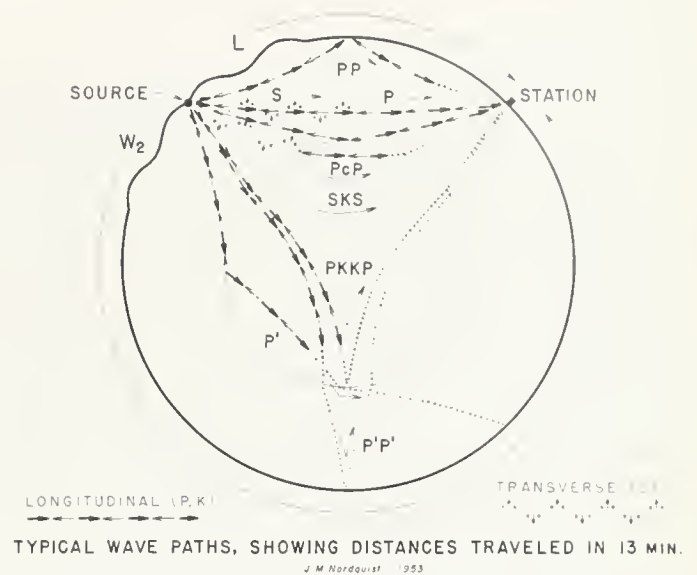 L
PP
SOURCE
S
P
STATION
W2
PcP
SKS
PKKP
P'
P'P'
LONGITUDINAL (P, K)
TRANSVERSE (S)
TYPICAL WAVE PATHS, SHOWING DISTANCES TRAVELED IN 13 MIN.
J M Nordquist 1953